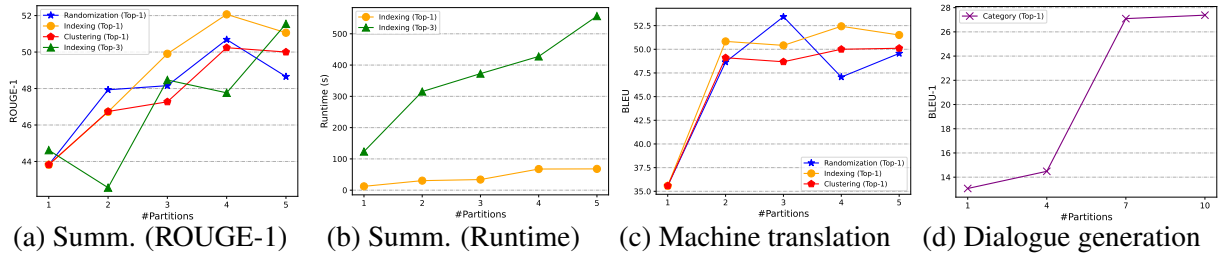 52
50
48
46
44
ROUGE-1
Randomization (Top-1)
Indexing (Top-1)
Clustering (Top-1)
Indexing (Top-3)
1 2 3 4 5
#Partitions
(a) Summ. (ROUGE-1)
500
400
300
200
100
0
Runtime (s)
Indexing (Top-1)
Indexing (Top-3)
1 2 3 4 5
#Partitions
(b) Summ. (Runtime)
55.0
52.5
50.0
47.5
45.0
42.5
40.0
37.5
35.0
BLEU
Randomization (Top-1)
Indexing (Top-1)
Clustering (Top-1)
1 2 3 4 5
#Partitions
(c) Machine translation
28
26
24
22
20
18
16
14
BLEU-1
Category (Top-1)
1 4 7 10
#Partitions
(d) Dialogue generation